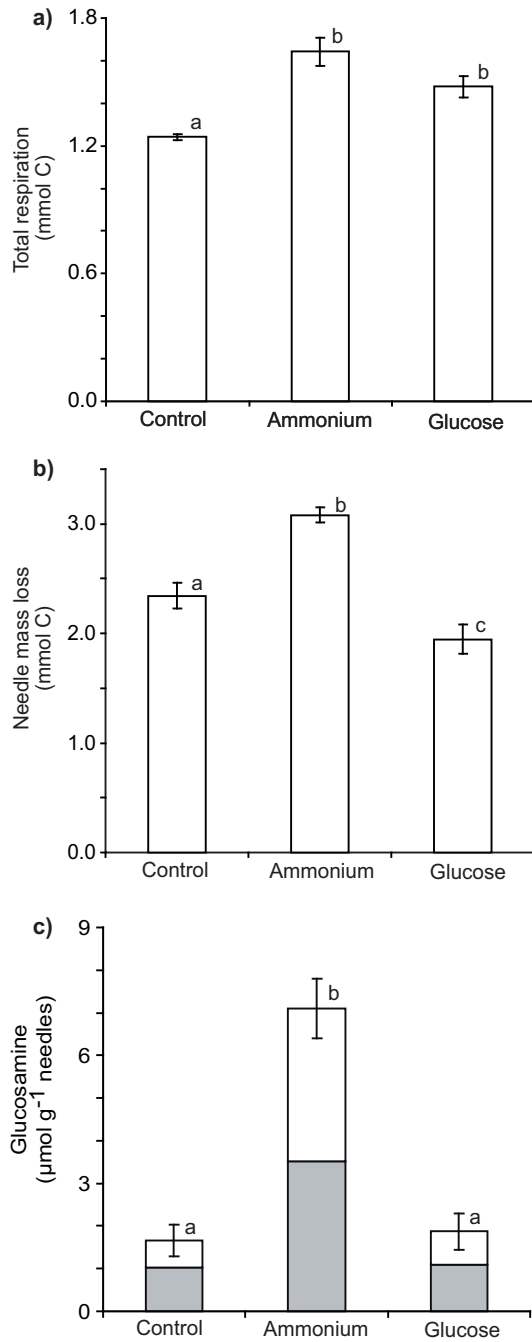 a)
Total respiration
(mmol C)
1.8
1.2
0.6
0.0
a
b
b
Control Ammonium Glucose
b)
Needle mass loss
(mmol C)
3.0
2.0
1.0
0.0
a
b
c
Control Ammonium Glucose
c)
Glucosamine
(µmol g⁻¹ needles)
9
6
3
0
a
b
a
Control Ammonium Glucose